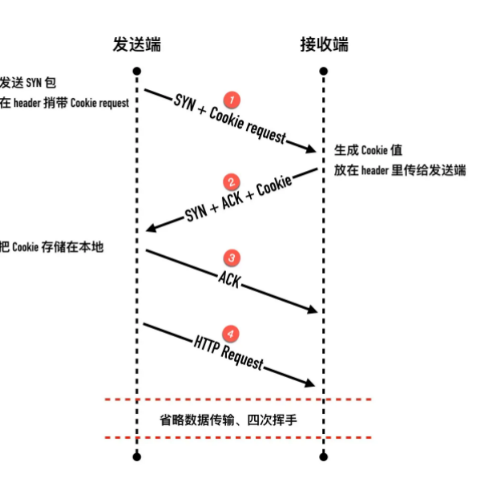 发送端
接收端
发送 SYN 包
在 header 捎带 Cookie request
1
SYN + Cookie request
生成 Cookie 值
放在 header 里传给发送端
2
SYN + ACK + Cookie
把 Cookie 存储在本地
3
ACK
4
HTTP Request
省略数据传输、四次挥手